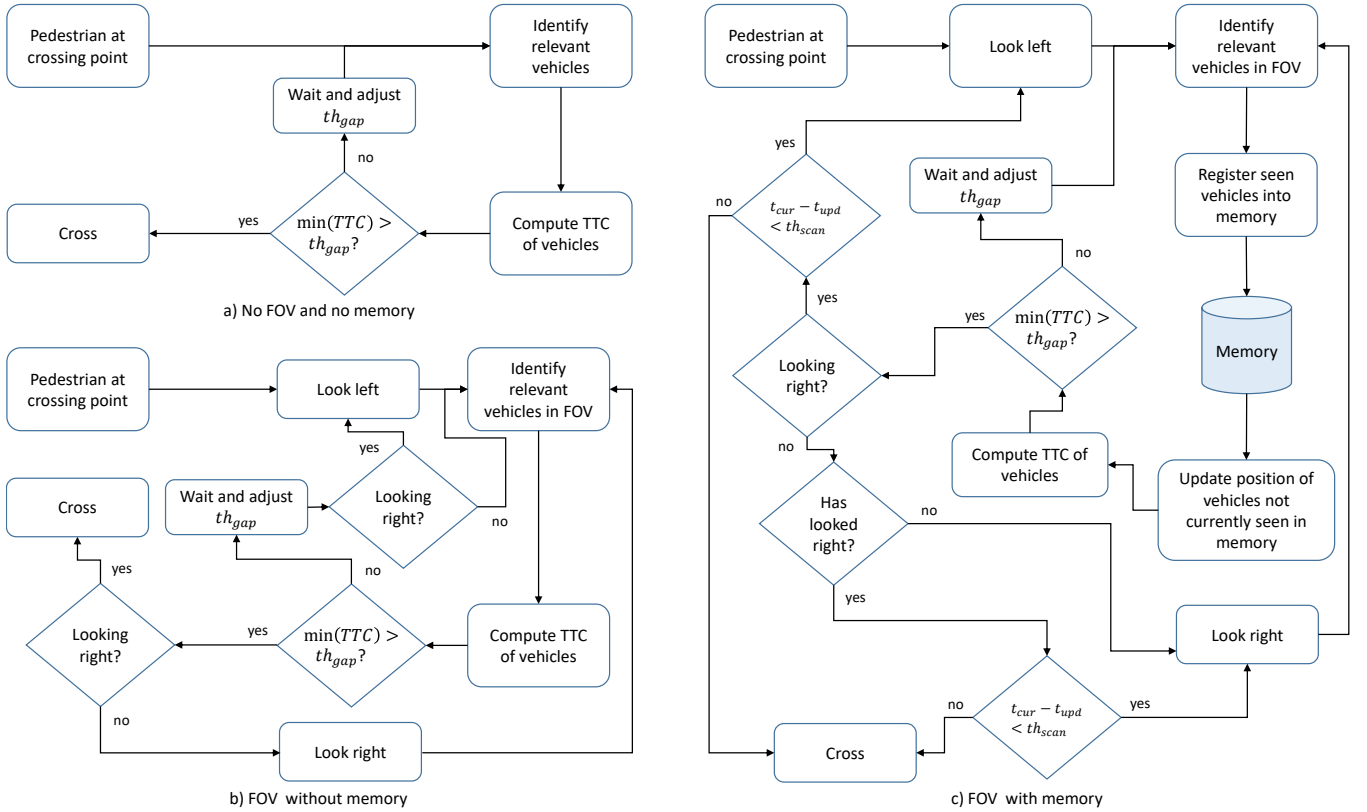 Pedestrian at
crossing point
Identify
relevant
vehicles
Wait and adjust
th_gap
no
min(TTC) >
th_gap?
yes
Cross
Compute TTC
of vehicles
a) No FOV and no memory
Pedestrian at
crossing point
Look left
Identify
relevant
vehicles in FOV
yes
Looking
right?
no
Wait and adjust
th_gap
Cross
yes
no
Looking
right?
yes
min(TTC) >
th_gap?
Compute TTC
of vehicles
no
Look right
b) FOV without memory
Pedestrian at
crossing point
Look left
Identify
relevant
vehicles in FOV
yes
Wait and adjust
th_gap
Register seen
vehicles into
memory
no
t_cur − t_upd
< th_scan
no
yes
yes
min(TTC) >
th_gap?
Memory
Looking
right?
no
Compute TTC of
vehicles
Update position of
vehicles not
currently seen in
memory
Has
looked
right?
no
yes
Look right
no
t_cur − t_upd
< th_scan
yes
Cross
c) FOV with memory